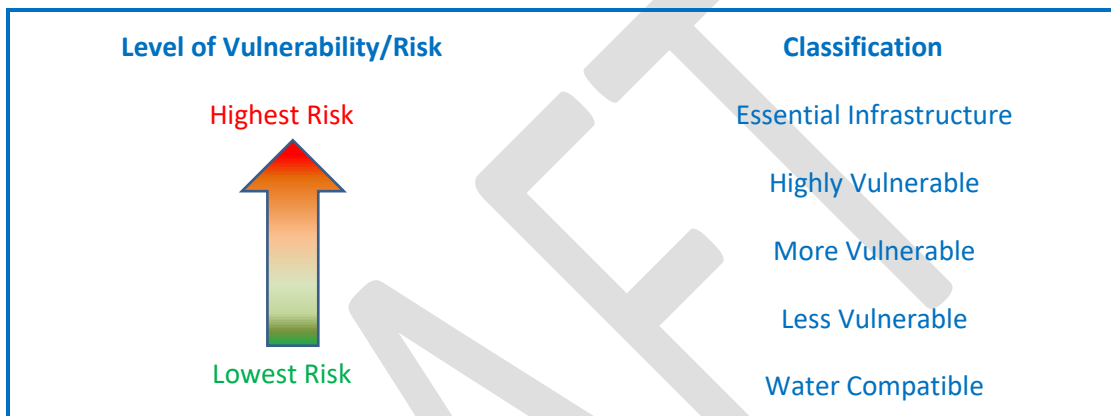 Level of Vulnerability/Risk Classification
Highest Risk Essential Infrastructure
Highly Vulnerable
More Vulnerable
Less Vulnerable
Lowest Risk
Water Compatible